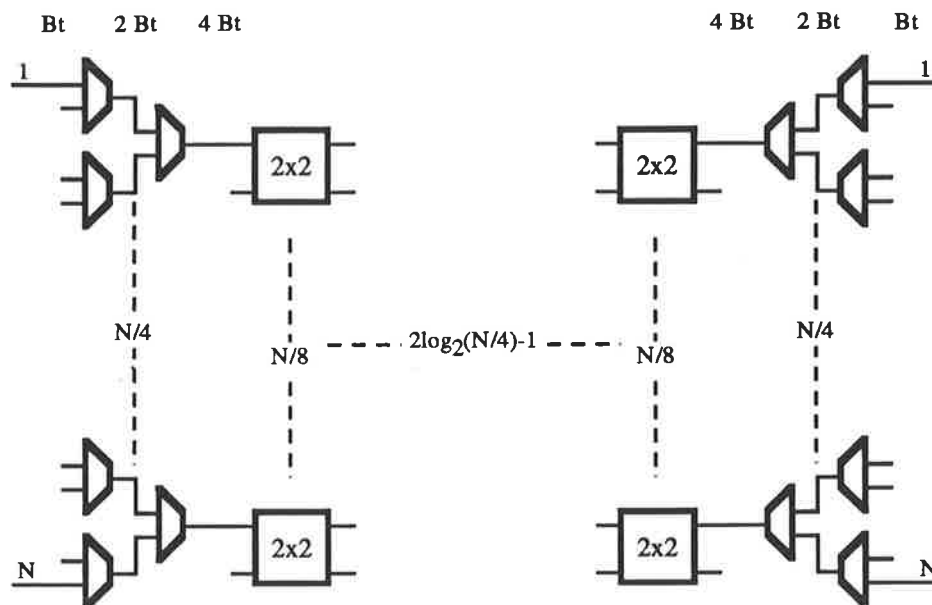 Bt 2 Bt 4 Bt 4 Bt 2 Bt Bt
1 1
2x2 2x2
N/4 2log₂(N/4)-1 N/4
N/8 N/8
2x2 2x2
N N